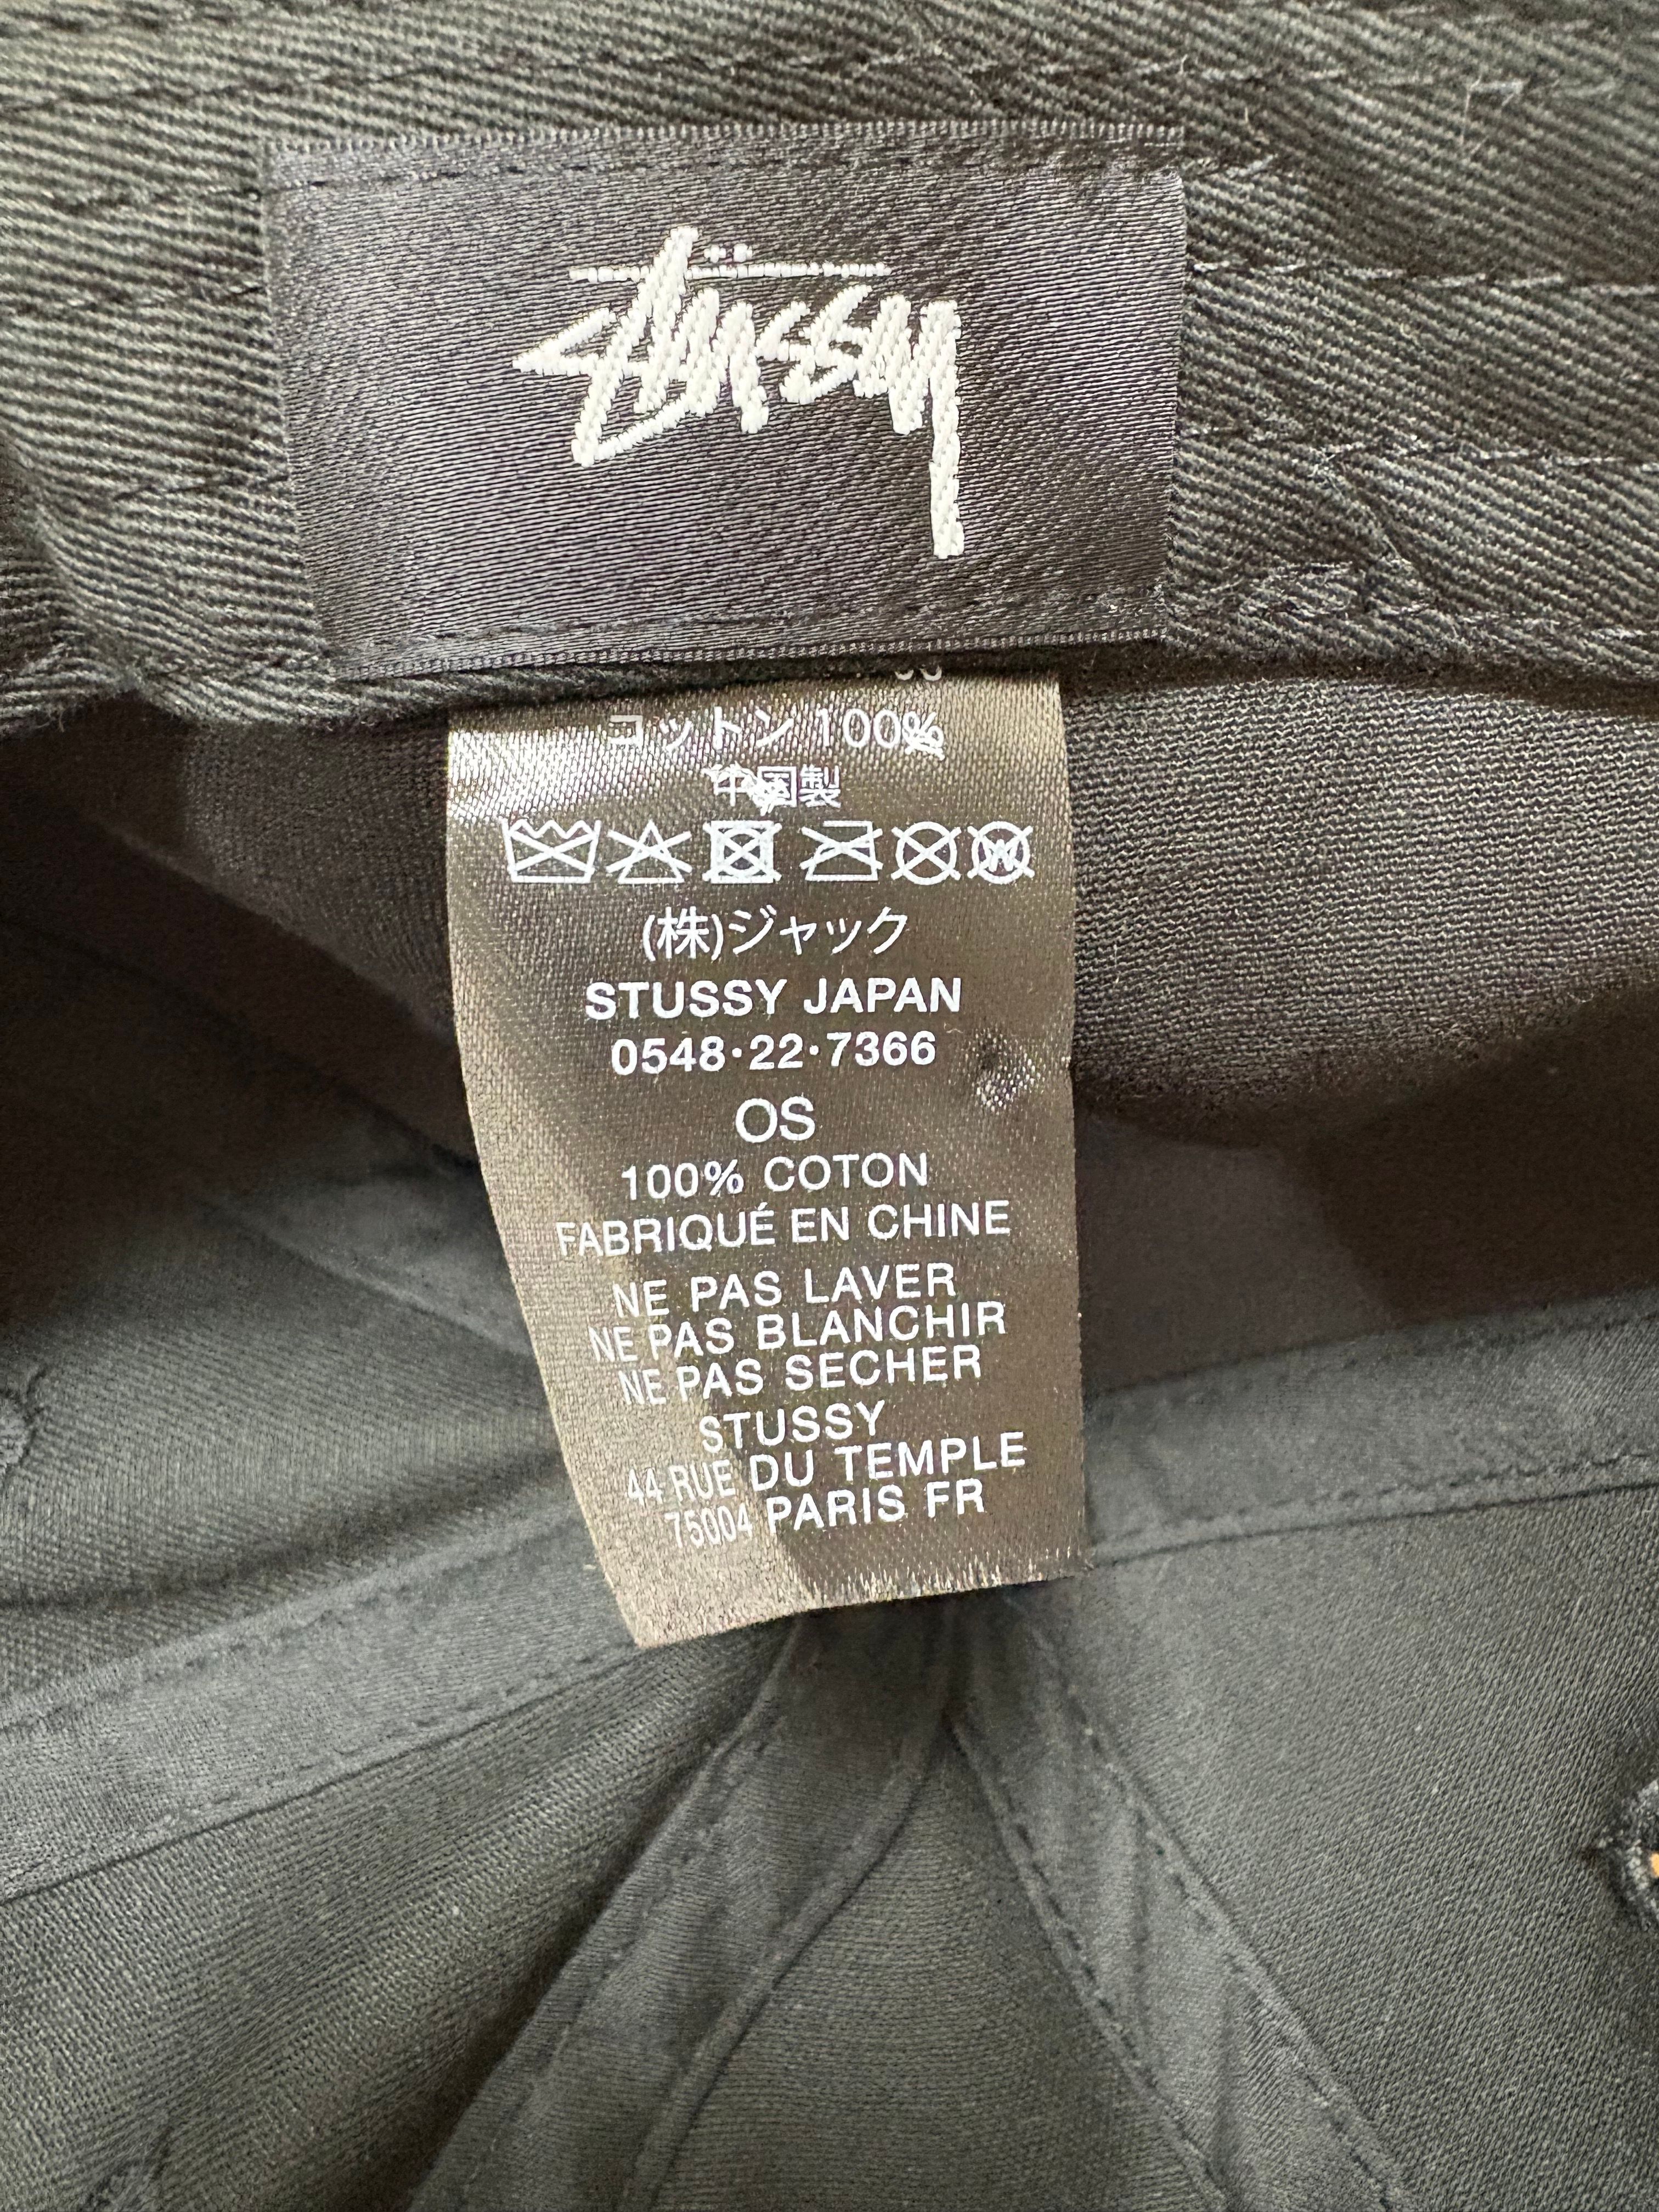 Stüssy
コットン 100%
中国製
W
(株)ジャック
STUSSY JAPAN
0548·22·7366
OS
100% COTON
FABRIQUÉ EN CHINE
NE PAS LAVER
NE PAS BLANCHIR
NE PAS SECHER
STUSSY
44 RUE DU TEMPLE
75004 PARIS FR